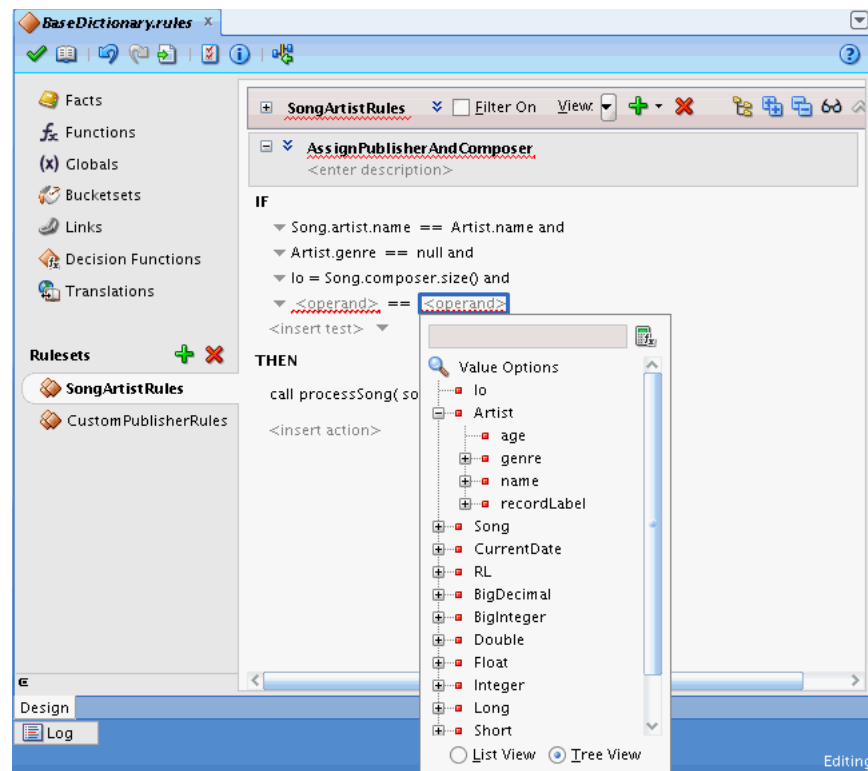 BaseDictionary.rules x
Facts
Functions
(x) Globals
Bucketsets
Links
Decision Functions
Translations
Rulesets
SongArtistRules
CustomPublisherRules
SongArtistRules Filter On View:
AssignPublisherAndComposer
<enter description>
IF
Song.artist.name == Artist.name and
Artist.genre == null and
lo = Song.composer.size() and
<operand> == <operand>
<insert test>
THEN
call processSong( so
<insert action>
Value Options
lo
Artist
age
genre
name
recordLabel
Song
CurrentDate
RL
BigDecimal
BigInteger
Double
Float
Integer
Long
Short
List View Tree View
Design
Log
Editing